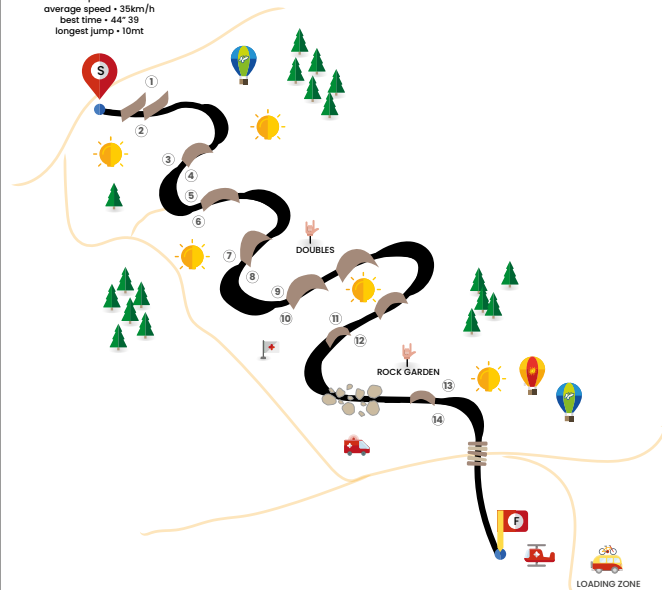 average speed • 35km/h
best time • 44" 39
longest jump • 10mt
S
1
2
3
4
5
6
7
8
DOUBLES
9
10
11
12
ROCK GARDEN
13
14
F
LOADING ZONE